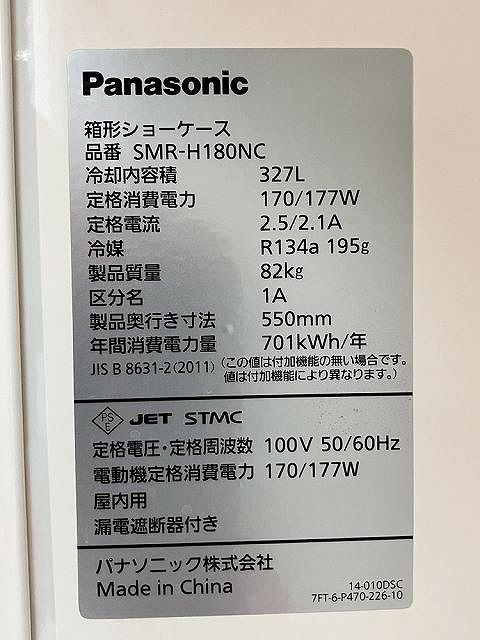 Panasonic
箱形ショーケース
品番 SMR-H180NC
冷却内容積 327L
定格消費電力 170/177W
定格電流 2.5/2.1A
冷媒 R134a 195g
製品質量 82kg
区分名 1A
製品奥行き寸法 550mm
年間消費電力量 701kWh/年
JIS B 8631-2(2011) (この値は付加機能の無い場合です。
値は付加機能により異なります。)
PS E JET STMC
定格電圧・定格周波数 100V 50/60Hz
電動機定格消費電力 170/177W
屋内用
漏電遮断器付き
パナソニック株式会社
Made in China
14-010DSC
7FT-6-P470-226-10